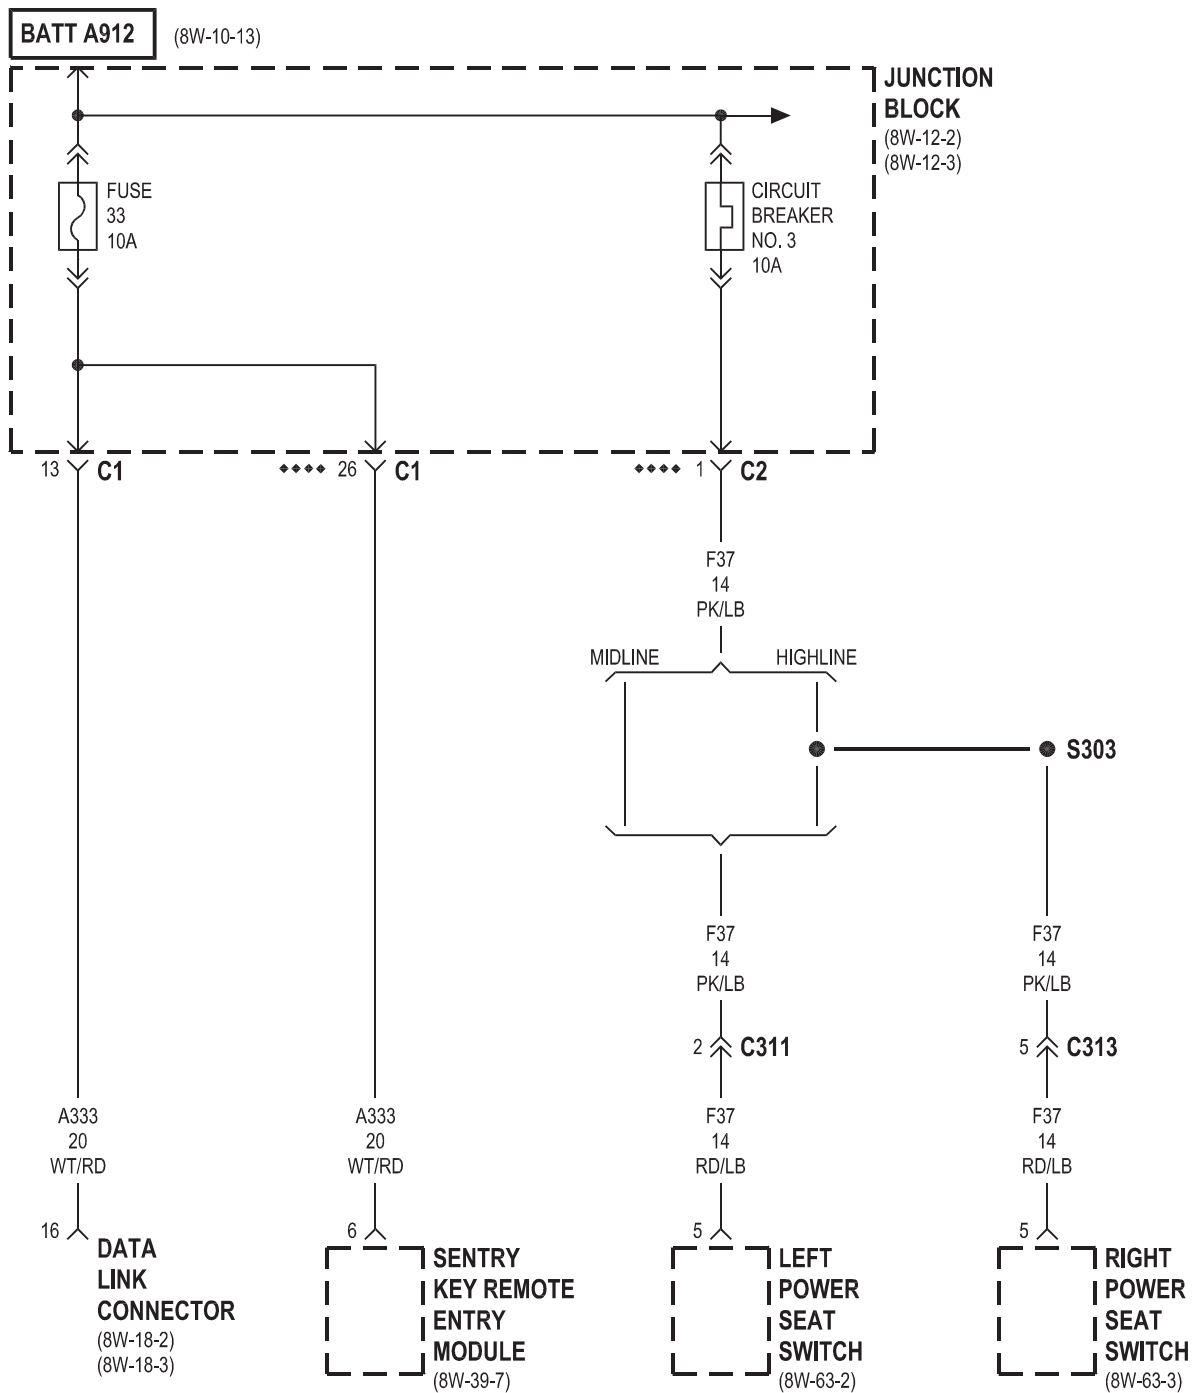 BATT A912
(8W-10-13)
JUNCTION
BLOCK
(8W-12-2)
(8W-12-3)
FUSE
33
10A
CIRCUIT
BREAKER
NO. 3
10A
13
C1
26
C1
1
C2
F37
14
PK/LB
MIDLINE
HIGHLINE
S303
F37
14
PK/LB
F37
14
PK/LB
2
C311
5
C313
A333
20
WT/RD
A333
20
WT/RD
F37
14
RD/LB
F37
14
RD/LB
16
DATA
LINK
CONNECTOR
(8W-18-2)
(8W-18-3)
6
SENTRY
KEY REMOTE
ENTRY
MODULE
(8W-39-7)
5
LEFT
POWER
SEAT
SWITCH
(8W-63-2)
5
RIGHT
POWER
SEAT
SWITCH
(8W-63-3)